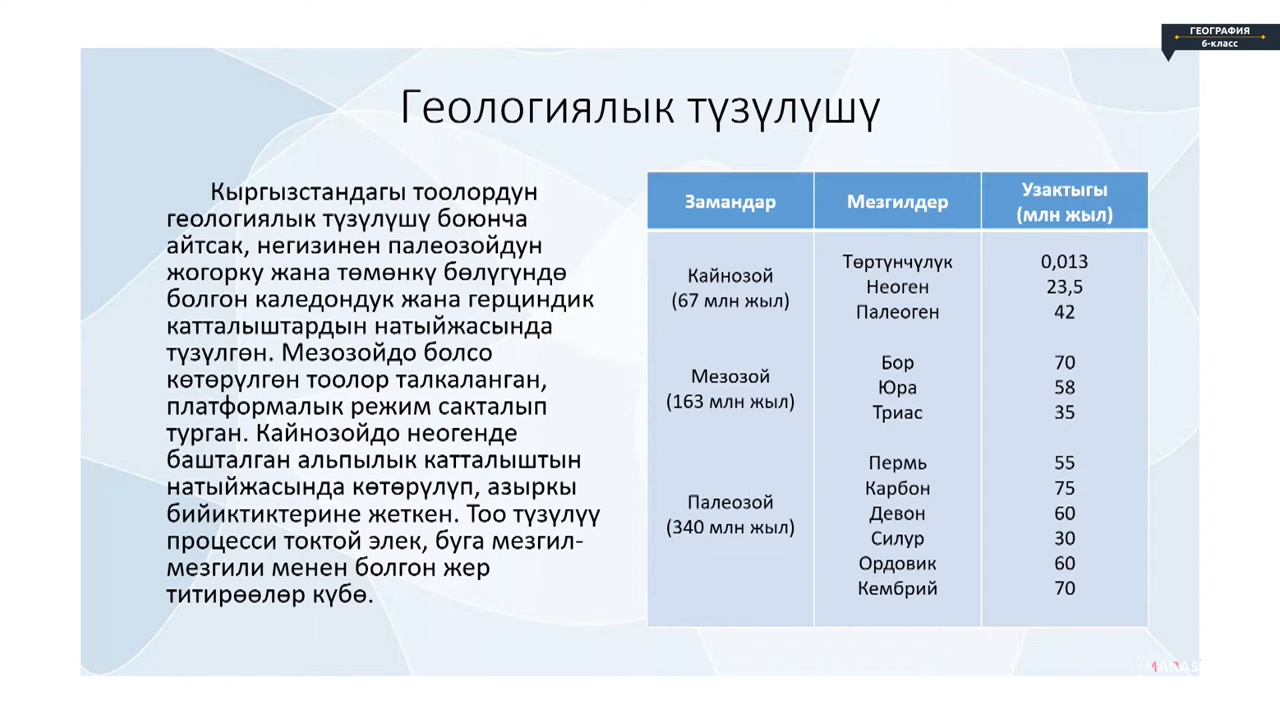 ГЕОГРАФИЯ
6-класс
Геологиялык түзүлүшү
Кыргызстандагы тоолордун
геологиялык түзүлүшү боюнча
айтсак, негизинен палеозойдун
жогорку жана төмөнкү бөлүгүндө
болгон каледондук жана герциндик
катталыштардын натыйжасында
түзүлгөн. Мезозойдо болсо
көтөрүлгөн тоолор талкаланган,
платформалык режим сакталып
турган. Кайнозойдо неогенде
башталган альпылык катталыштын
натыйжасында көтөрүлүп, азыркы
бийиктиктерине жеткен. Тоо түзүлүү
процесси токтой элек, буга мезгил-
мезгили менен болгон жер
титирөөлөр күбө.
Замандар Мезгилдер Узактыгы
(млн жыл)
Кайнозой
(67 млн жыл)
Төртүнчүлүк 0,013
Неоген 23,5
Палеоген 42
Мезозой
(163 млн жыл)
Бор 70
Юра 58
Триас 35
Палеозой
(340 млн жыл)
Пермь 55
Карбон 75
Девон 60
Силур 30
Ордовик 60
Кембрий 70